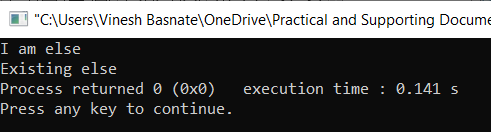 "C:\Users\Vinesh Basnate\OneDrive\Practical and Supporting Docume
I am else
Existing else
Process returned 0 (0x0)   execution time : 0.141 s
Press any key to continue.